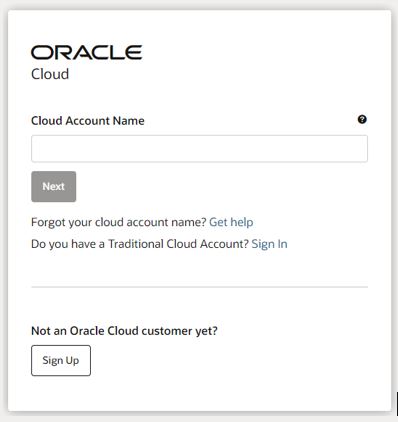 ORACLE
Cloud
Cloud Account Name
?
Next
Forgot your cloud account name? Get help
Do you have a Traditional Cloud Account? Sign In
Not an Oracle Cloud customer yet?
Sign Up